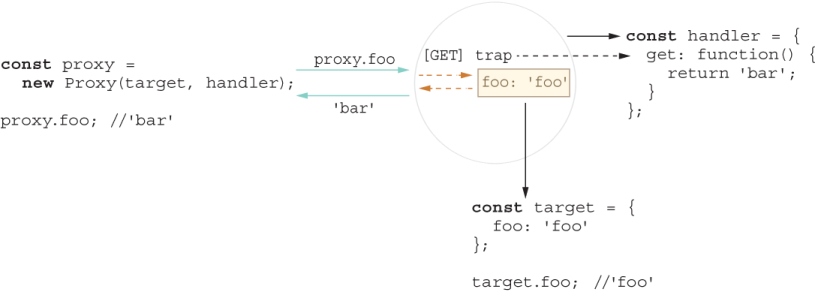 const proxy =
new Proxy(target, handler);
proxy.foo; //'bar'
proxy.foo
'bar'
[GET] trap
foo: 'foo'
const handler = {
get: function() {
return 'bar';
}
};
const target = {
foo: 'foo'
};
target.foo; //'foo'